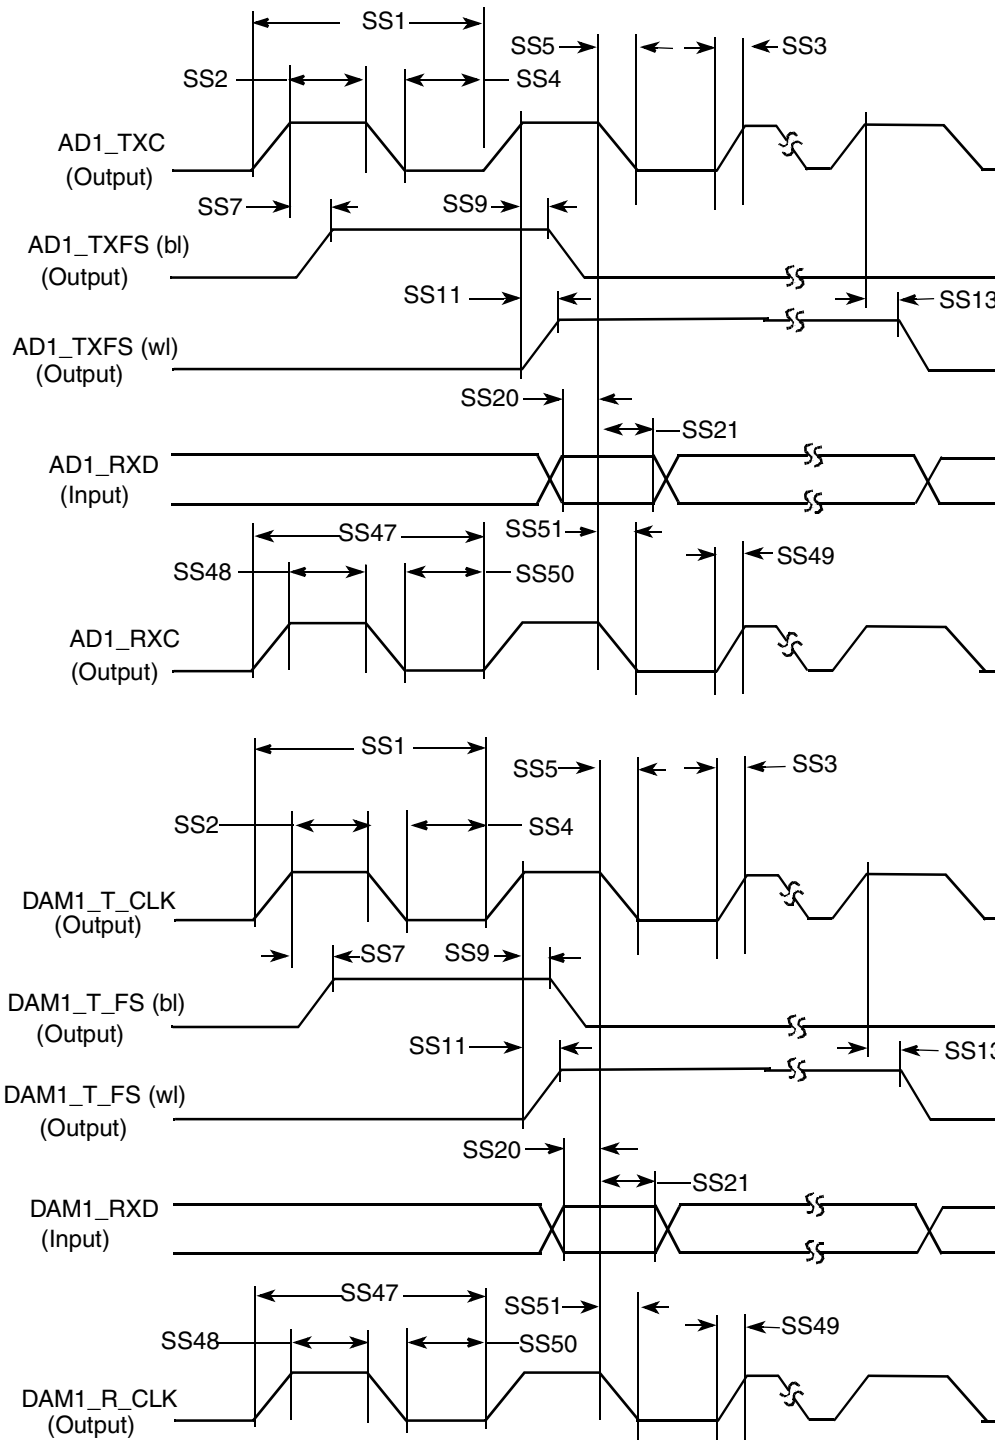 SS1
SS5
SS3
SS2
SS4
AD1_TXC
(Output)
SS7
SS9
AD1_TXFS (bl)
(Output)
SS11
SS13
AD1_TXFS (wl)
(Output)
SS20
SS21
AD1_RXD
(Input)
SS47
SS51
SS49
SS48
SS50
AD1_RXC
(Output)
SS1
SS5
SS3
SS2
SS4
DAM1_T_CLK
(Output)
SS7
SS9
DAM1_T_FS (bl)
(Output)
SS11
SS13
DAM1_T_FS (wl)
(Output)
SS20
SS21
DAM1_RXD
(Input)
SS47
SS51
SS49
SS48
SS50
DAM1_R_CLK
(Output)